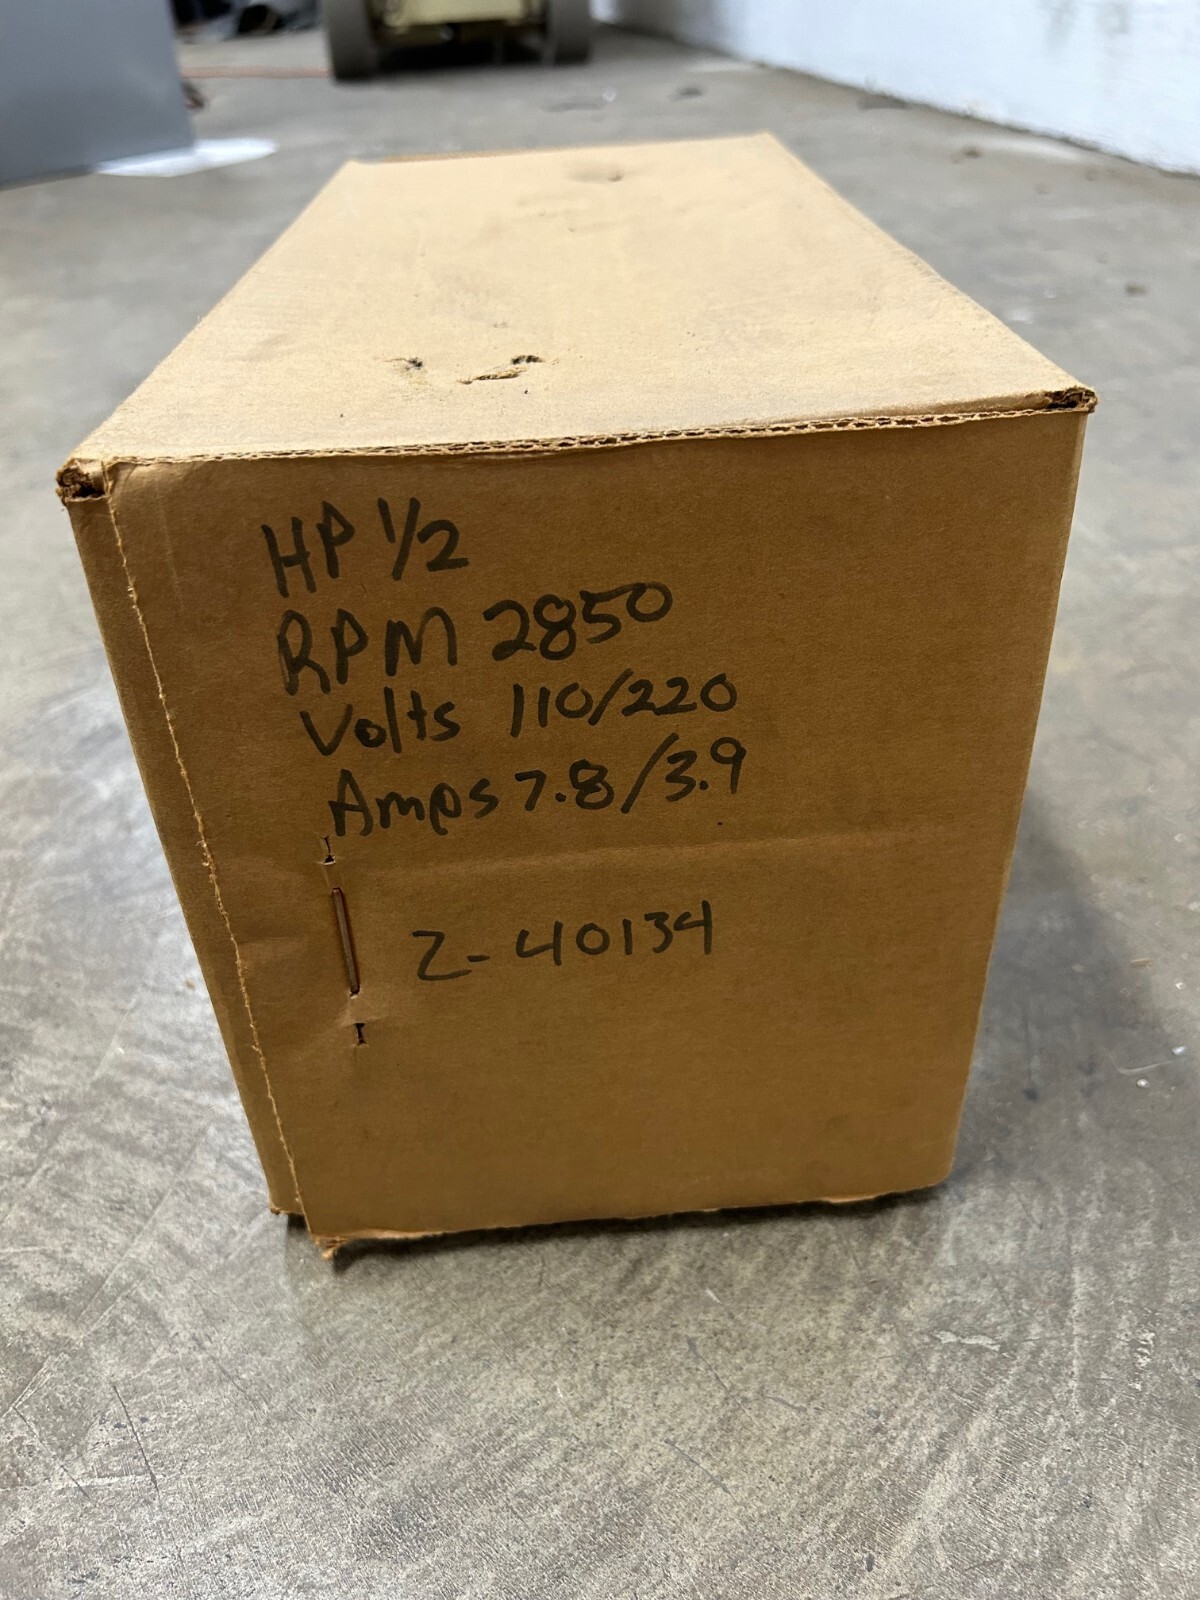 HP 1/2
RPM 2850
Volts 110/220
Amps 7.8/3.9
Z-40134